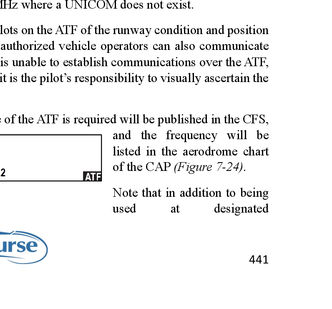 MHz where a UNICOM does not exist.
lots on the ATF of the runway condition and position
authorized vehicle operators can also communicate
is unable to establish communications over the ATF,
it is the pilot's responsibility to visually ascertain the
of the ATF is required will be published in the CFS,
and the frequency will be
listed in the aerodrome chart
of the CAP (Figure 7-24).
2
ATF
Note that in addition to being
used at designated
urse
441